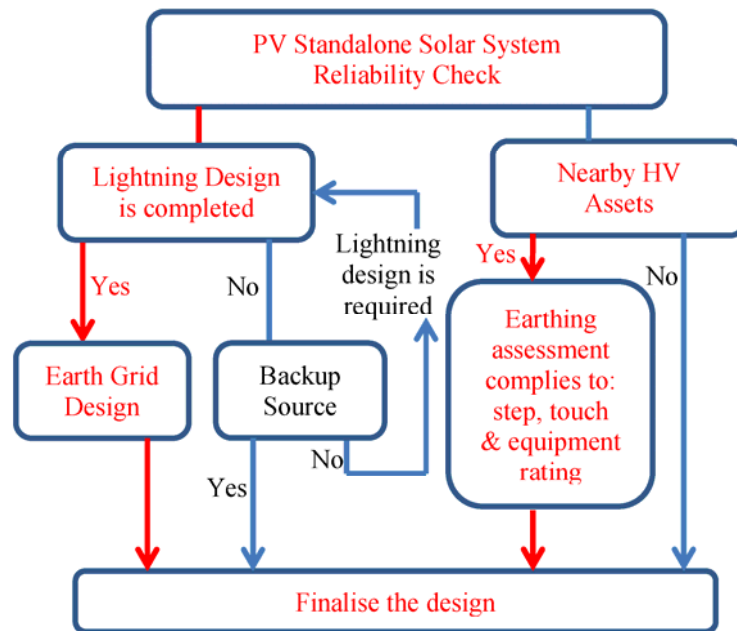 PV Standalone Solar System
Reliability Check
Lightning Design
is completed
Nearby HV
Assets
Yes
No
Lightning
design is
required
Yes
No
Earth Grid
Design
Backup
Source
Earthing
assessment
complies to:
step, touch
& equipment
rating
No
Yes
Finalise the design